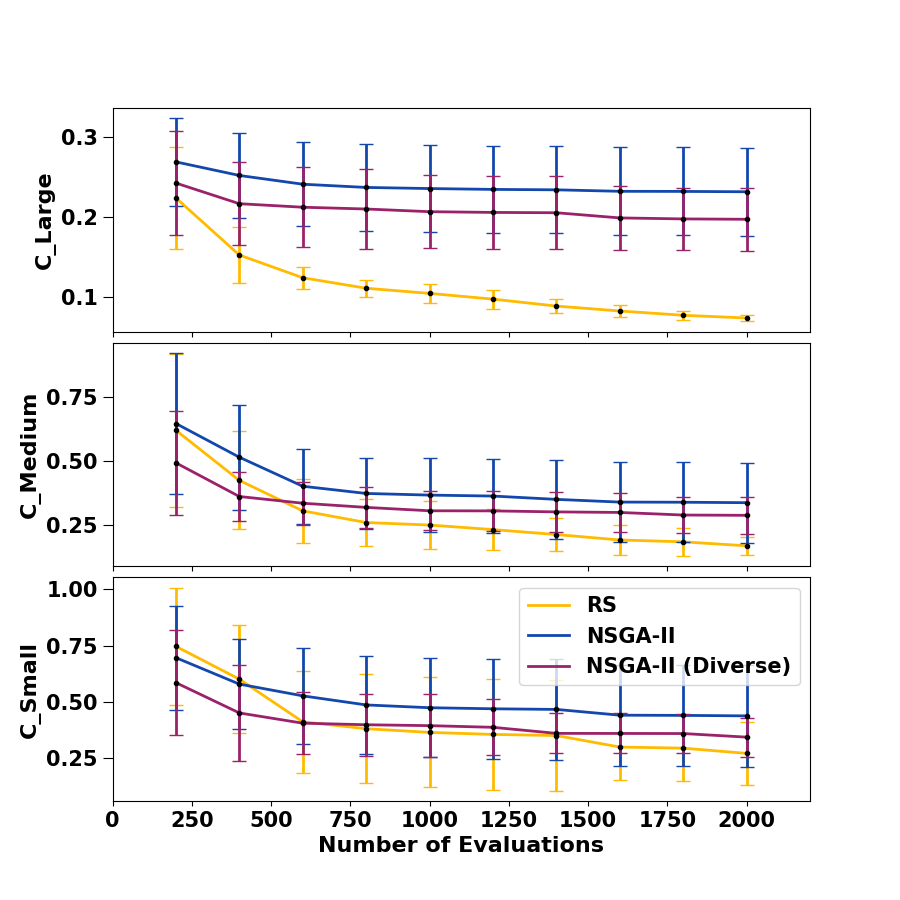 0.3
0.2
0.1
C_Large
0.75
0.50
0.25
C_Medium
1.00
0.75
0.50
0.25
C_Small
RS
NSGA-II
NSGA-II (Diverse)
0 250 500 750 1000 1250 1500 1750 2000
Number of Evaluations